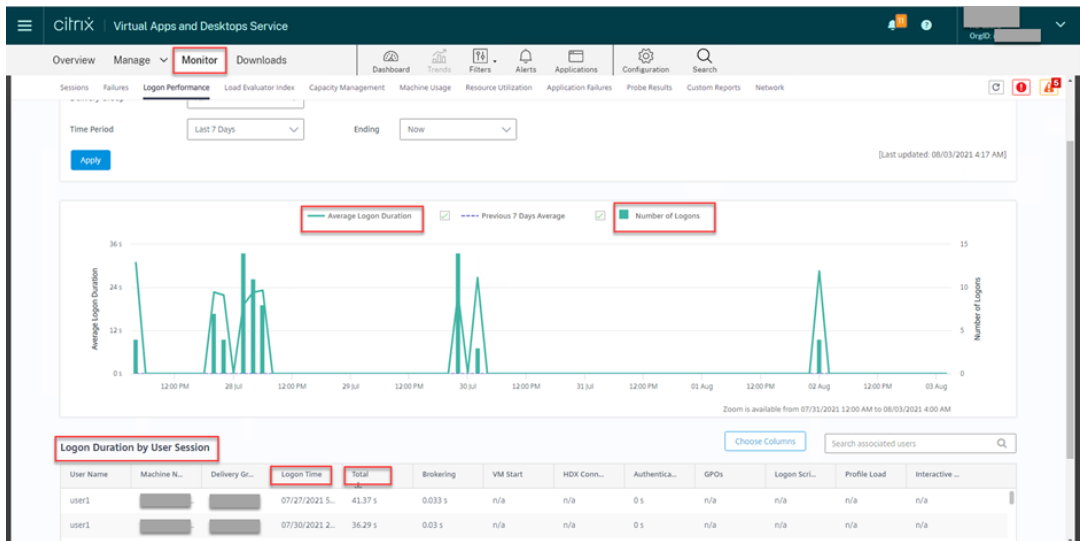 citrix | Virtual Apps and Desktops Service
11
OrgID:
Overview Manage Monitor Downloads
Dashboard Trends Filters Alerts Applications Configuration Search
Sessions Failures Logon Performance Load Evaluator Index Capacity Management Machine Usage Resource Utilization Application Failures Probe Results Custom Reports Network
5
Time Period Last 7 Days Ending Now
Apply
[Last updated: 08/03/2021 4:17 AM]
Average Logon Duration Previous 7 Days Average Number of Logons
36 s 15
24 s 10
12 s 5
0 s 0
Average Logon Duration
Number of Logons
12:00 PM 28 Jul 12:00 PM 29 Jul 12:00 PM 30 Jul 12:00 PM 31 Jul 12:00 PM 01 Aug 12:00 PM 02 Aug 12:00 PM 03 Aug
Zoom is available from 07/31/2021 12:00 AM to 08/03/2021 4:00 AM
Logon Duration by User Session
Choose Columns
Search associated users
User Name Machine N... Delivery Gr... Logon Time Total Brokering VM Start HDX Conn... Authentica... GPOs Logon Scri... Profile Load Interactive ...
user1 07/27/2021 5... 41.37 s 0.033 s n/a n/a 0 s n/a n/a n/a n/a
user1 07/30/2021 2... 36.29 s 0.03 s n/a n/a 0 s n/a n/a n/a n/a